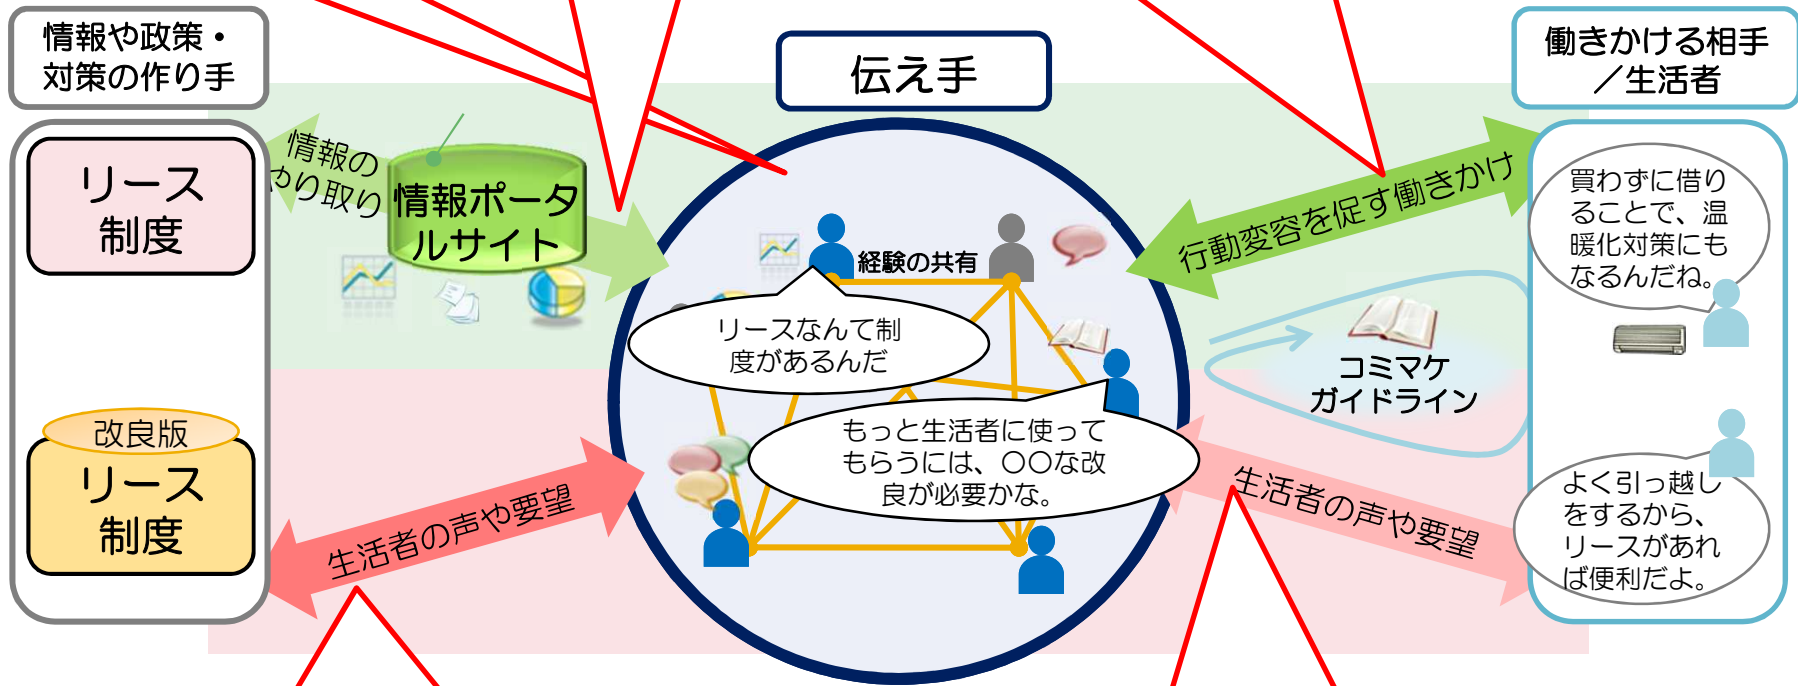 情報や政策・
対策の作り手
伝え手
働きかける相手
／生活者
リース
制度
情報の
やり取り
情報ポータ
ルサイト
経験の共有
リースなんて制
度があるんだ
もっと生活者に使って
もらうには、〇〇な改
良が必要かな。
行動変容を促す働きかけ
買わずに借り
ることで、温
暖化対策にも
なるんだね。
コミマケ
ガイドライン
改良版
リース
制度
生活者の声や要望
生活者の声や要望
よく引っ越し
をするから、
リースがあれ
ば便利だよ。